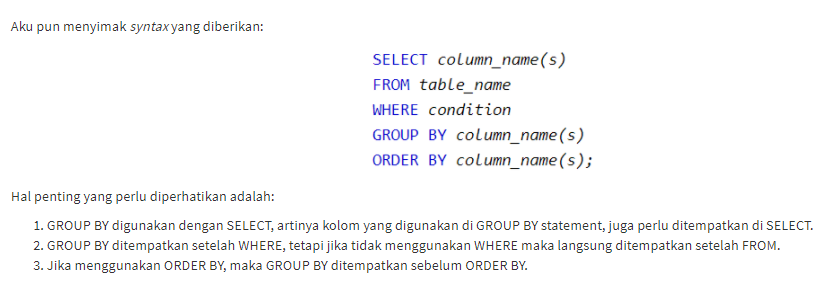 Aku pun menyimak syntax yang diberikan:
SELECT column_name(s)
FROM table_name
WHERE condition
GROUP BY column_name(s)
ORDER BY column_name(s);
Hal penting yang perlu diperhatikan adalah:
1. GROUP BY digunakan dengan SELECT, artinya kolom yang digunakan di GROUP BY statement, juga perlu ditempatkan di SELECT.
2. GROUP BY ditempatkan setelah WHERE, tetapi jika tidak menggunakan WHERE maka langsung ditempatkan setelah FROM.
3. Jika menggunakan ORDER BY, maka GROUP BY ditempatkan sebelum ORDER BY.